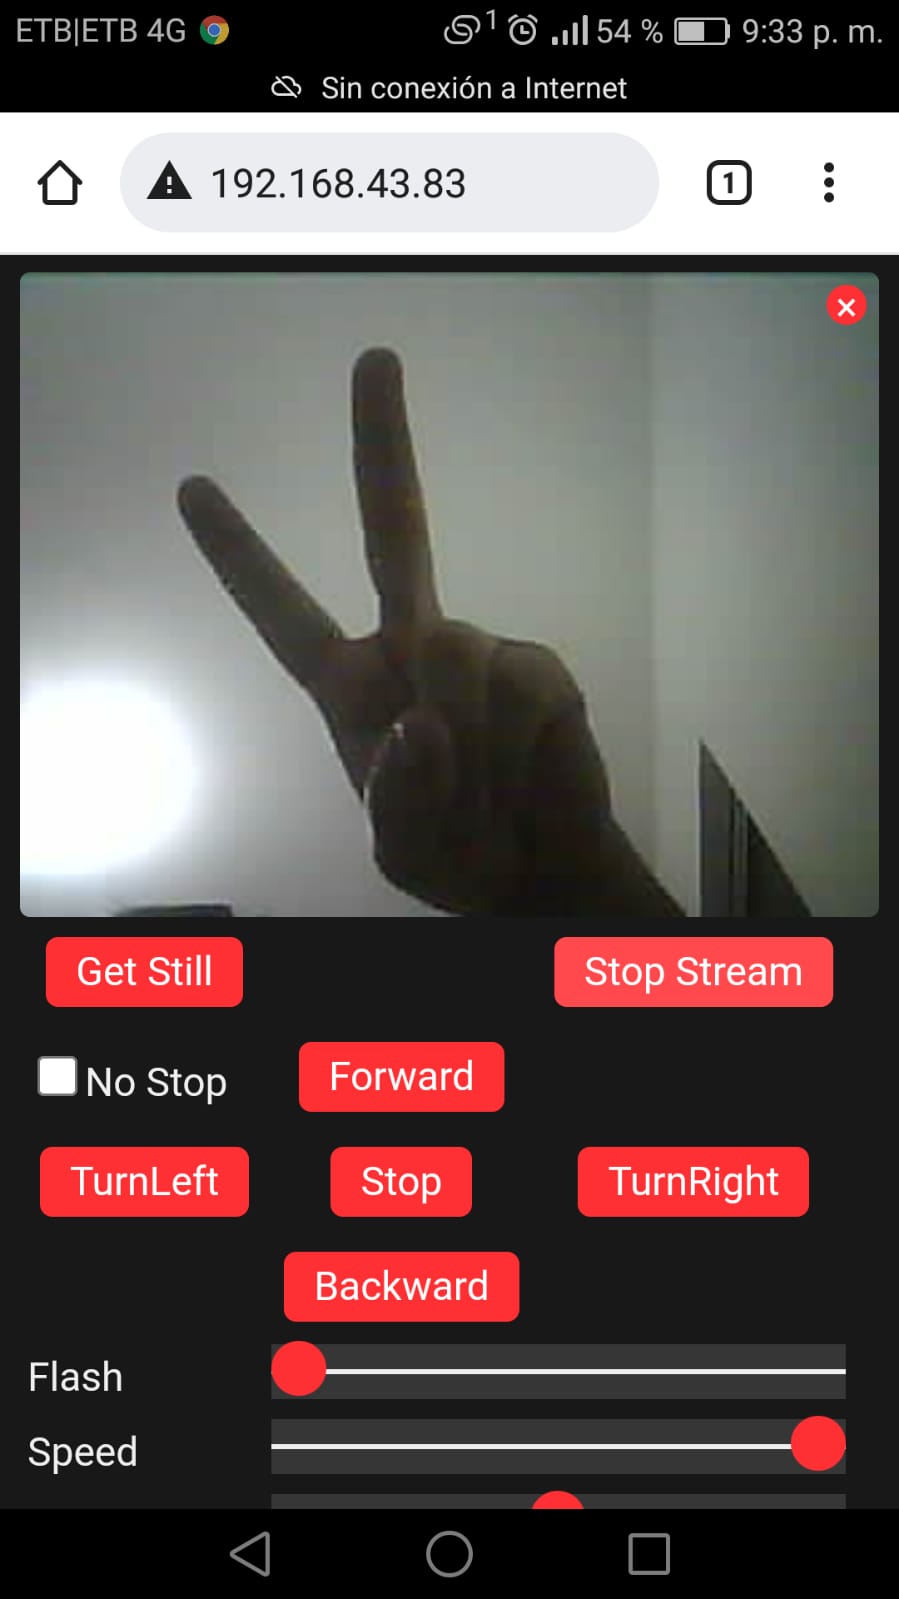 ETB|ETB 4G 1 54 % 9:33 p. m.
Sin conexión a Internet
192.168.43.83 1
Get Still Stop Stream
No Stop Forward
TurnLeft Stop TurnRight
Backward
Flash
Speed